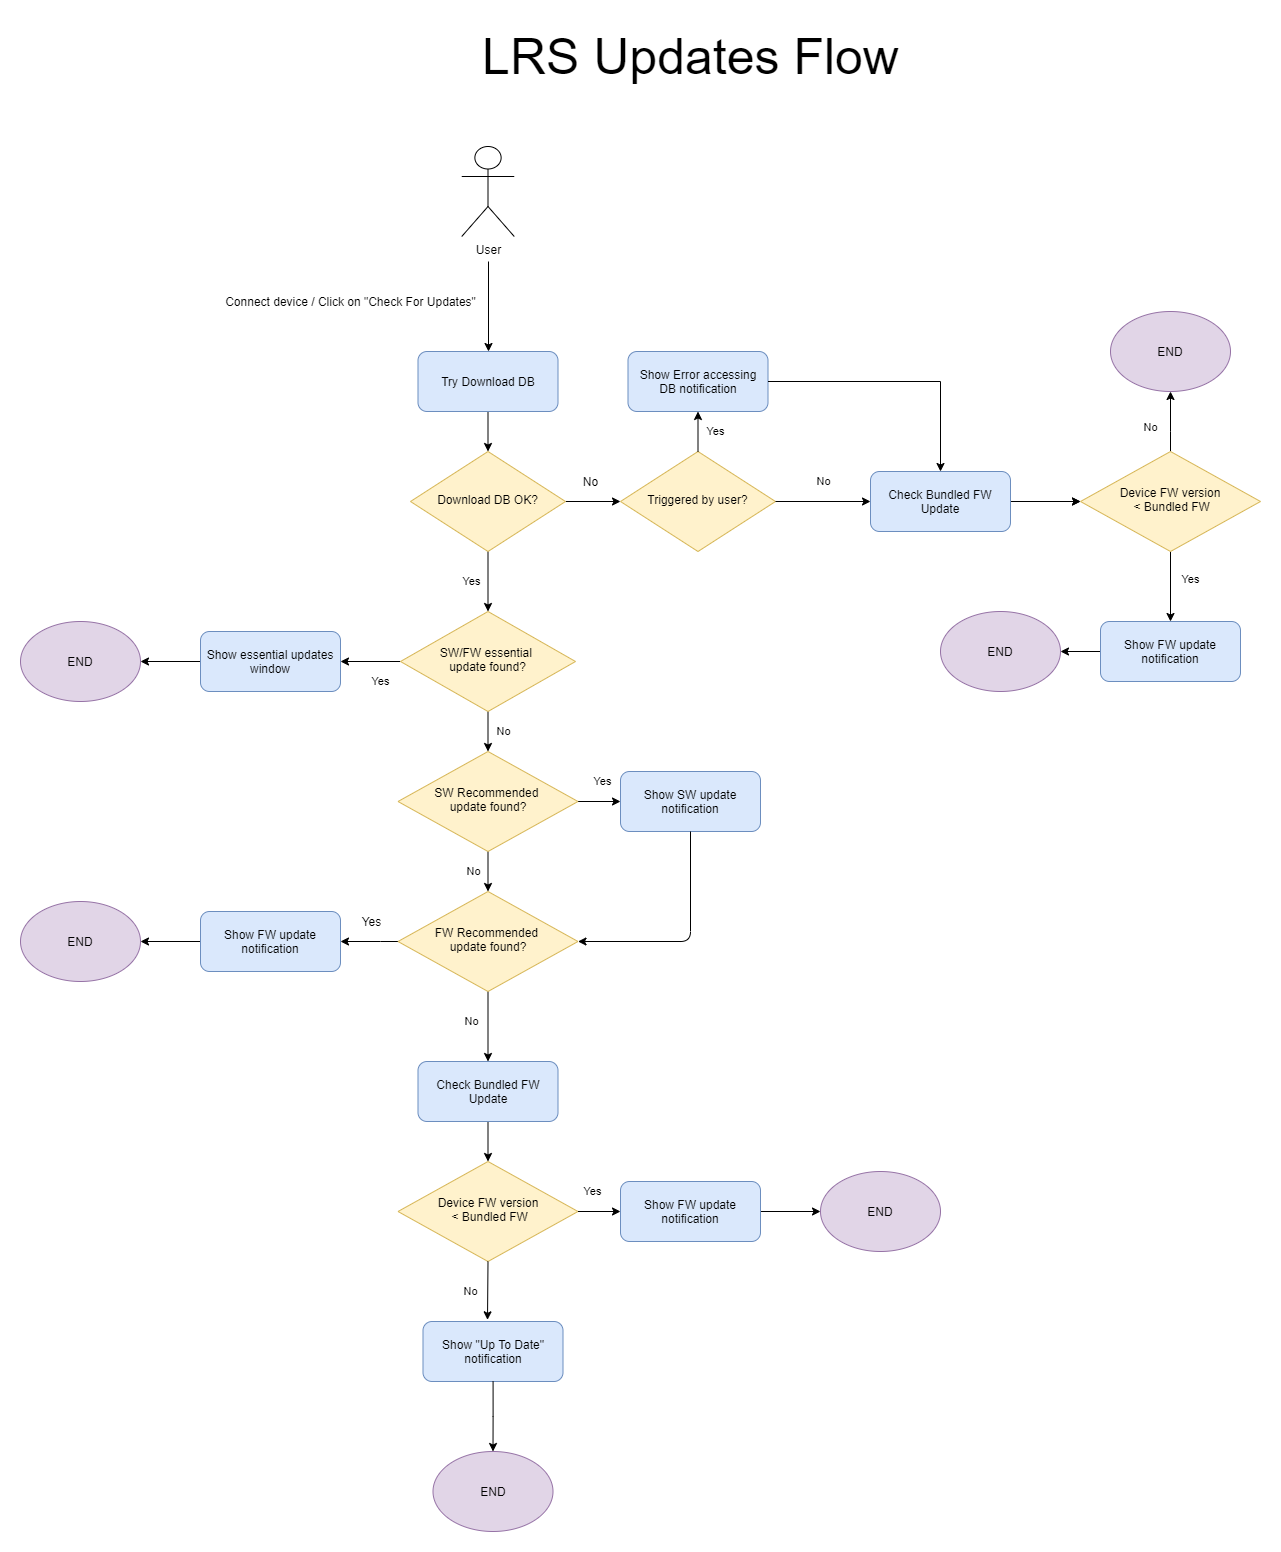 LRS Updates Flow
User
Connect device / Click on "Check For Updates"
Try Download DB
Show Error accessing
DB notification
END
Yes
No
Download DB OK?
No
Triggered by user?
No
Check Bundled FW
Update
Device FW version
< Bundled FW
Yes
Yes
END
Show essential updates
window
Yes
SW/FW essential
update found?
END
Show FW update
notification
No
SW Recommended
update found?
Yes
Show SW update
notification
No
END
Show FW update
notification
Yes
FW Recommended
update found?
No
Check Bundled FW
Update
Device FW version
< Bundled FW
Yes
Show FW update
notification
END
No
Show "Up To Date"
notification
END